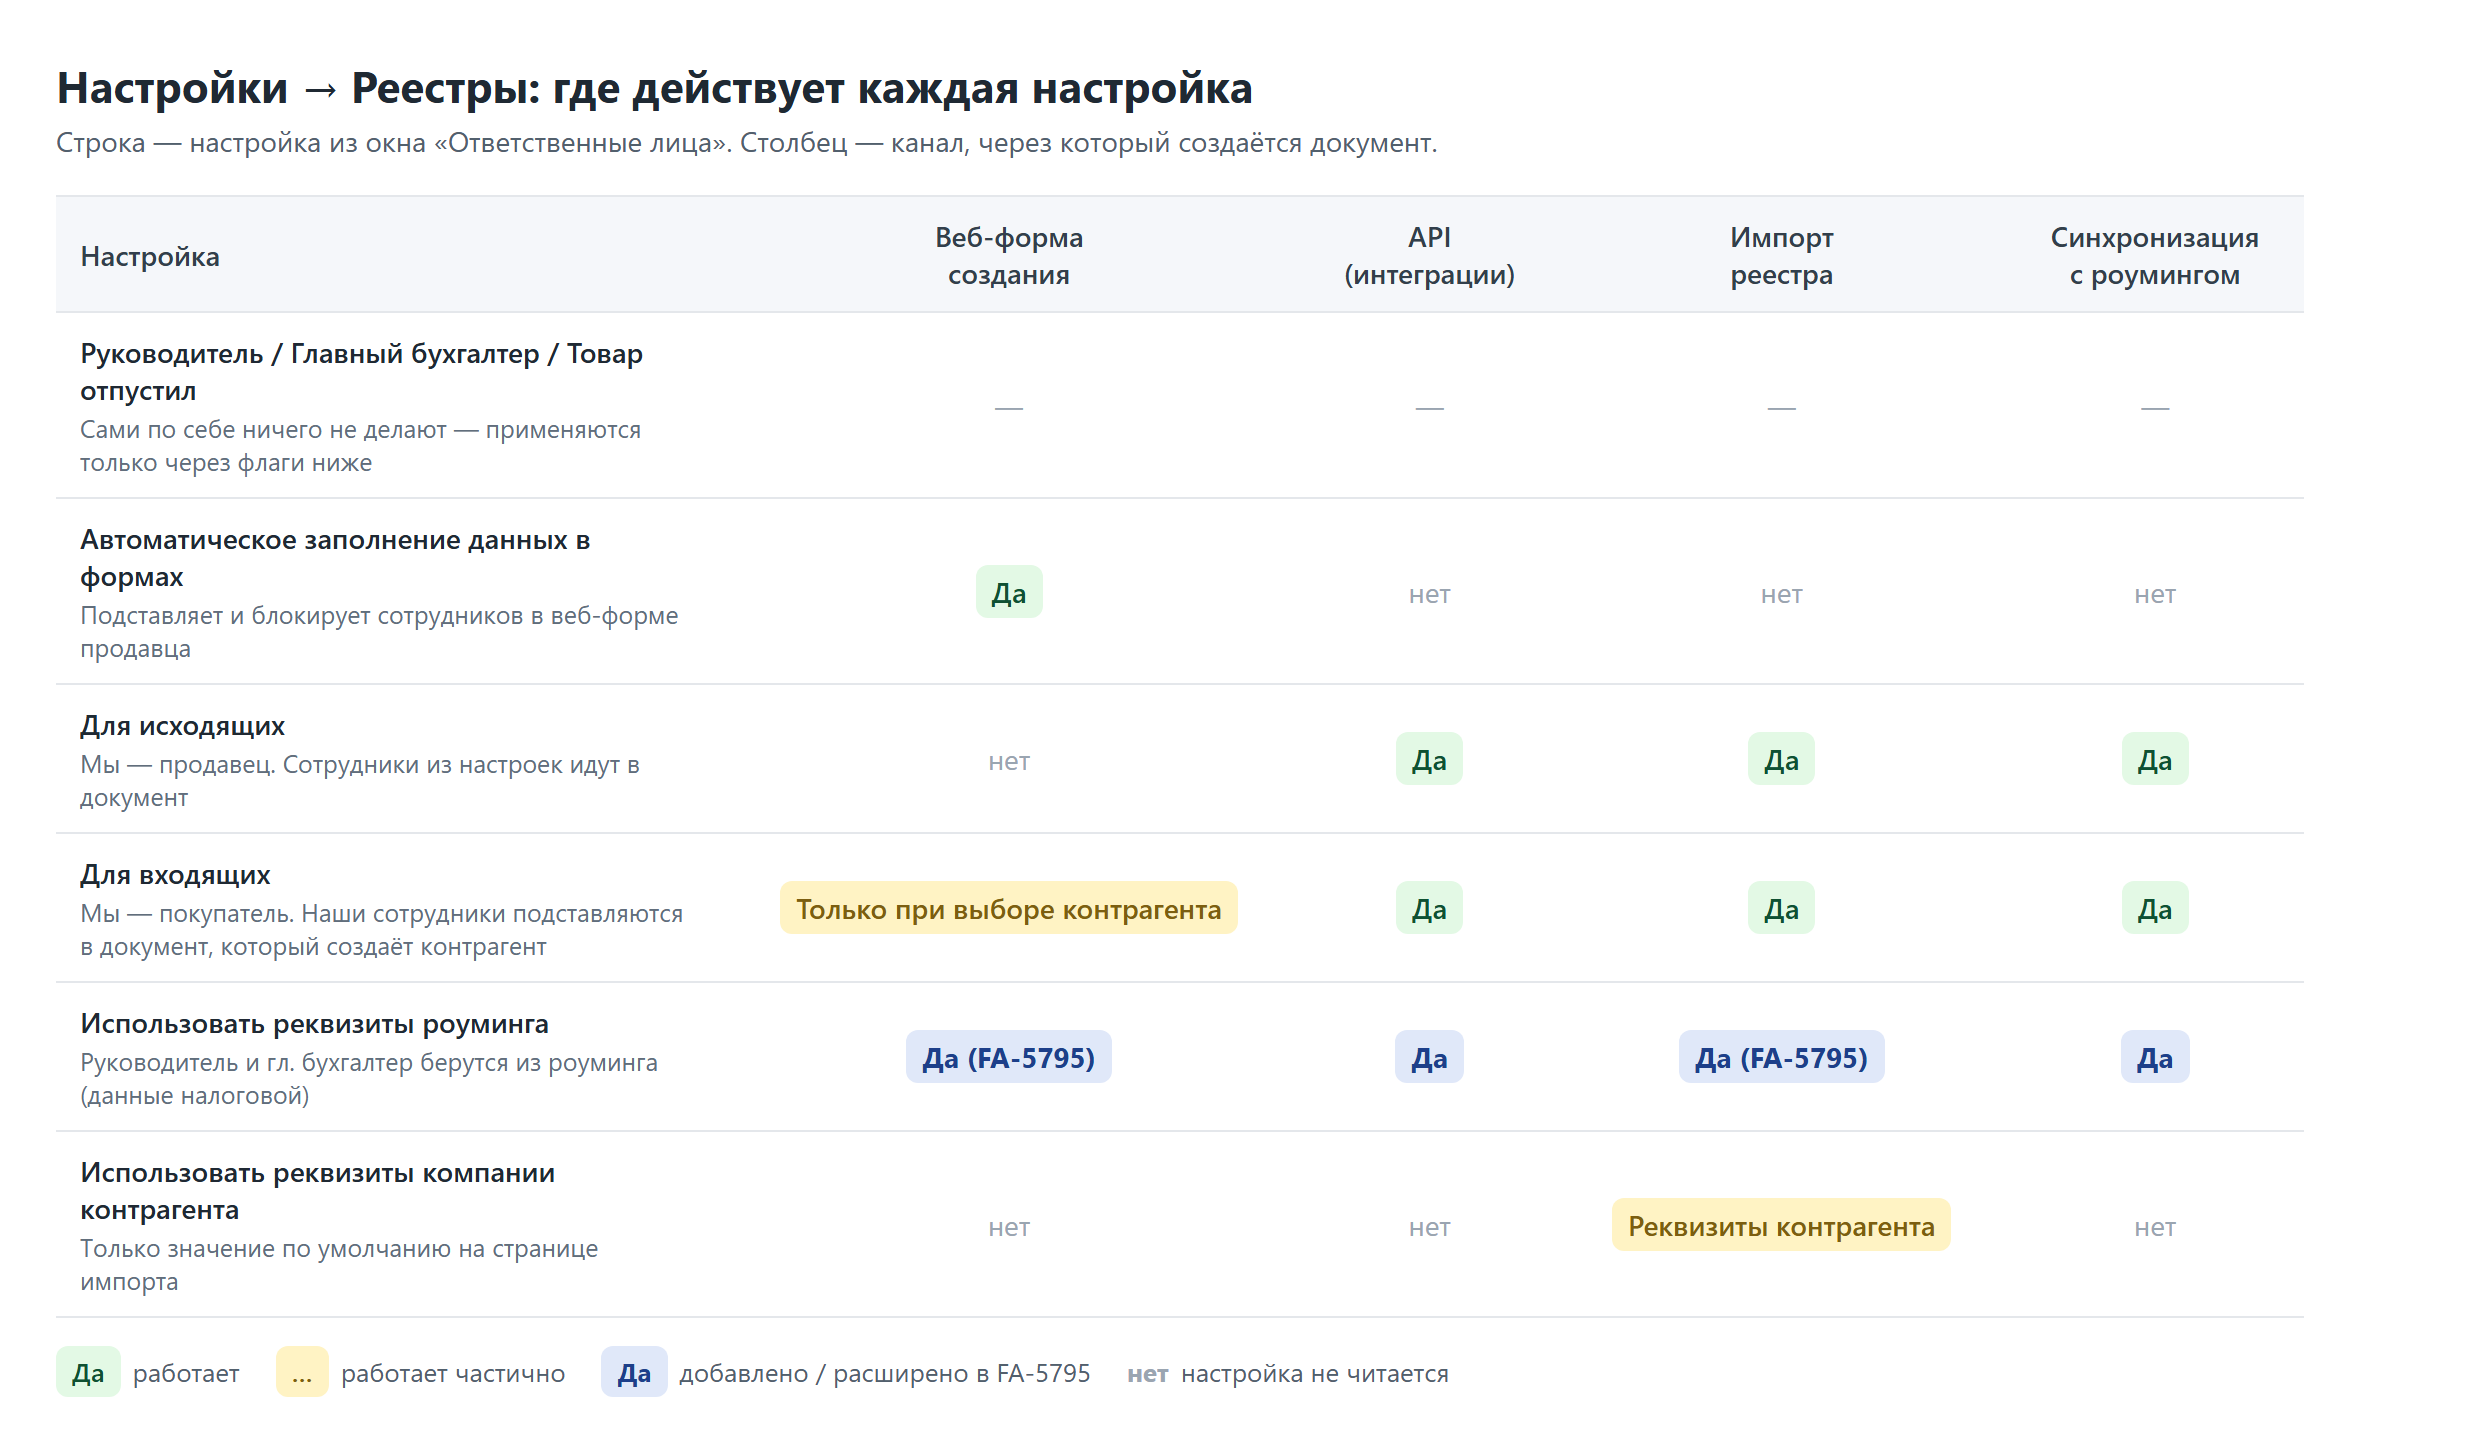 Настройки → Реестры: где действует каждая настройка
Строка — настройка из окна «Ответственные лица». Столбец — канал, через который создаётся документ.
Настройка
Веб-форма
создания
API
(интеграции)
Импорт
реестра
Синхронизация
с роумингом
Руководитель / Главный бухгалтер / Товар
отпустил
Сами по себе ничего не делают — применяются
только через флаги ниже
— — — —
Автоматическое заполнение данных в
формах
Подставляет и блокирует сотрудников в веб-форме
продавца
Да нет нет нет
Для исходящих
Мы — продавец. Сотрудники из настроек идут в
документ
нет Да Да Да
Для входящих
Мы — покупатель. Наши сотрудники подставляются
в документ, который создаёт контрагент
Только при выборе контрагента Да Да Да
Использовать реквизиты роуминга
Руководитель и гл. бухгалтер берутся из роуминга
(данные налоговой)
Да (FA-5795) Да Да (FA-5795) Да
Использовать реквизиты компании
контрагента
Только значение по умолчанию на странице
импорта
нет нет Реквизиты контрагента нет
Да работает ... работает частично Да добавлено / расширено в FA-5795 нет настройка не читается